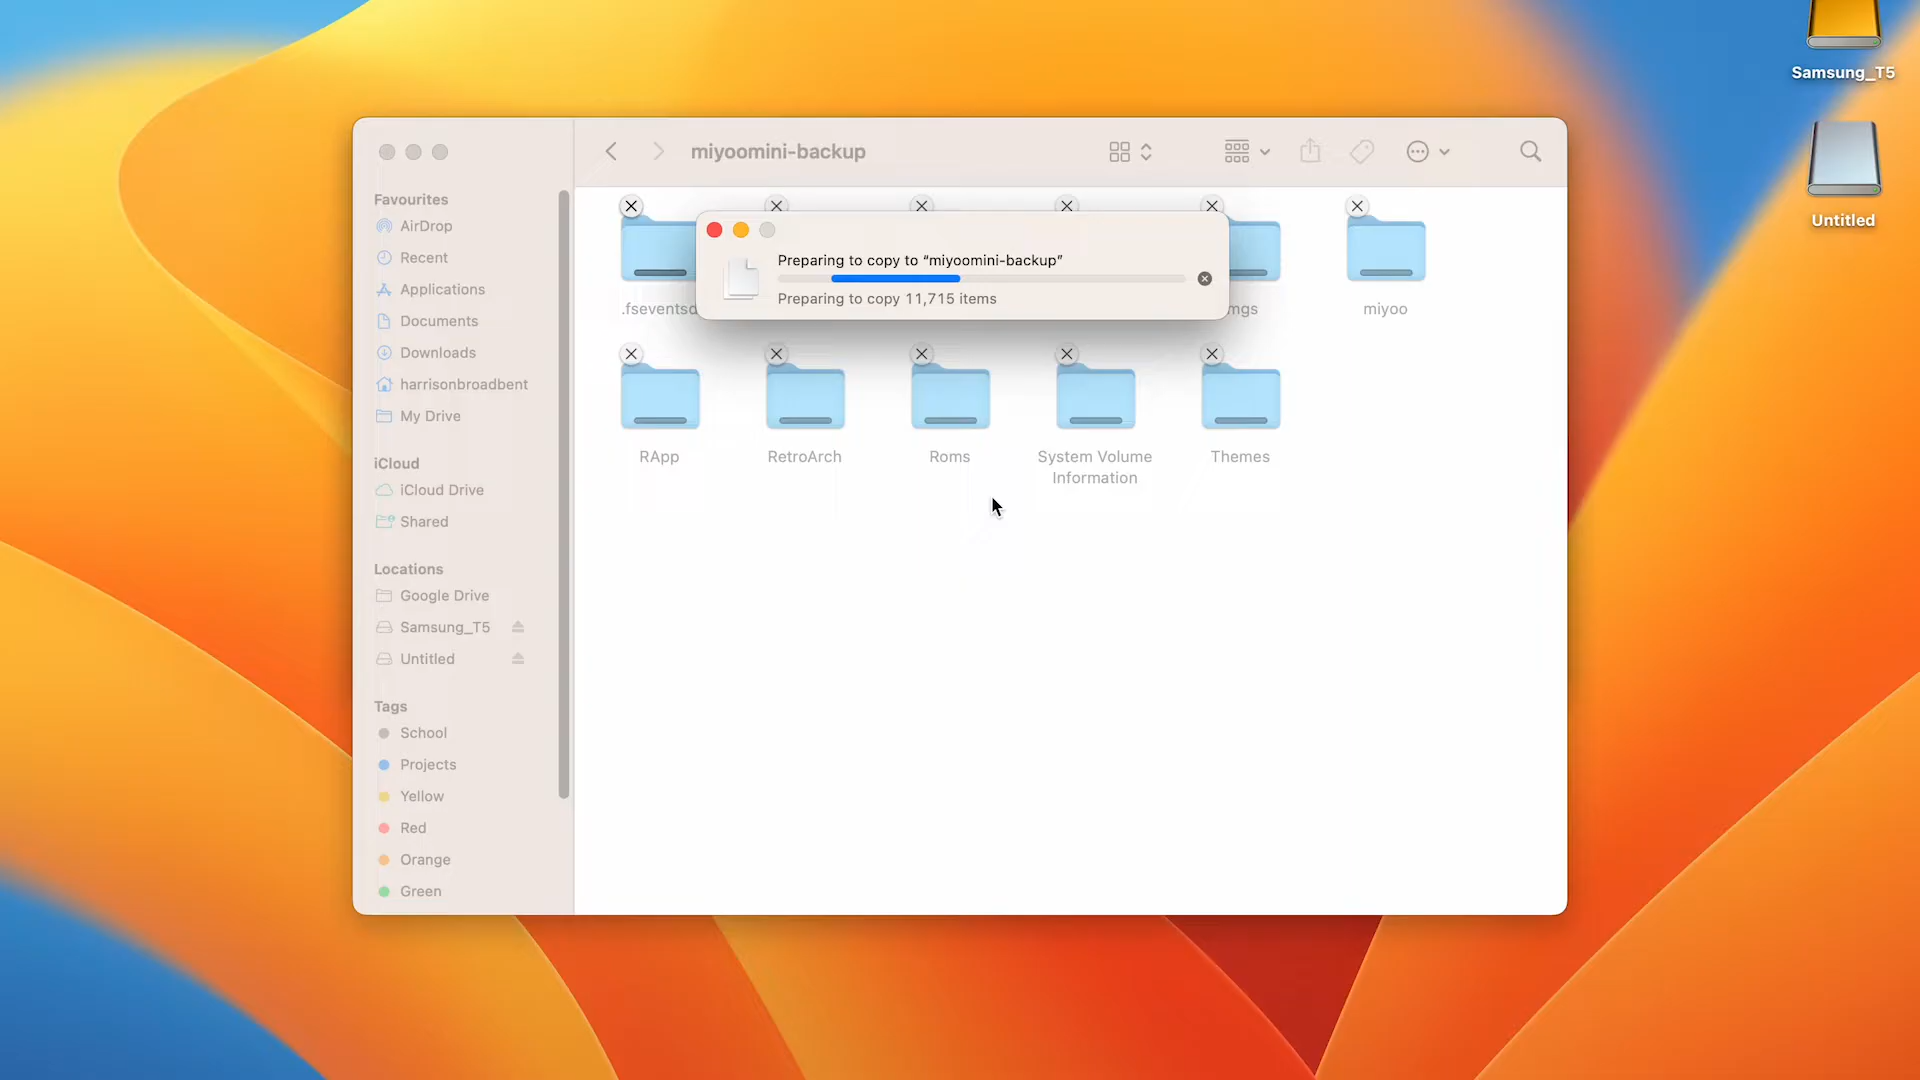 Samsung_T5
Untitled
miyoomini-backup
Favourites
AirDrop
Recent
Applications
Documents
Downloads
harrisonbroadbent
My Drive
iCloud
iCloud Drive
Shared
Locations
Google Drive
Samsung_T5
Untitled
Tags
School
Projects
Yellow
Red
Orange
Green
Preparing to copy to “miyoomini-backup”
Preparing to copy 11,715 items
.fseventsd
mgs
miyoo
RApp
RetroArch
Roms
System Volume
Information
Themes